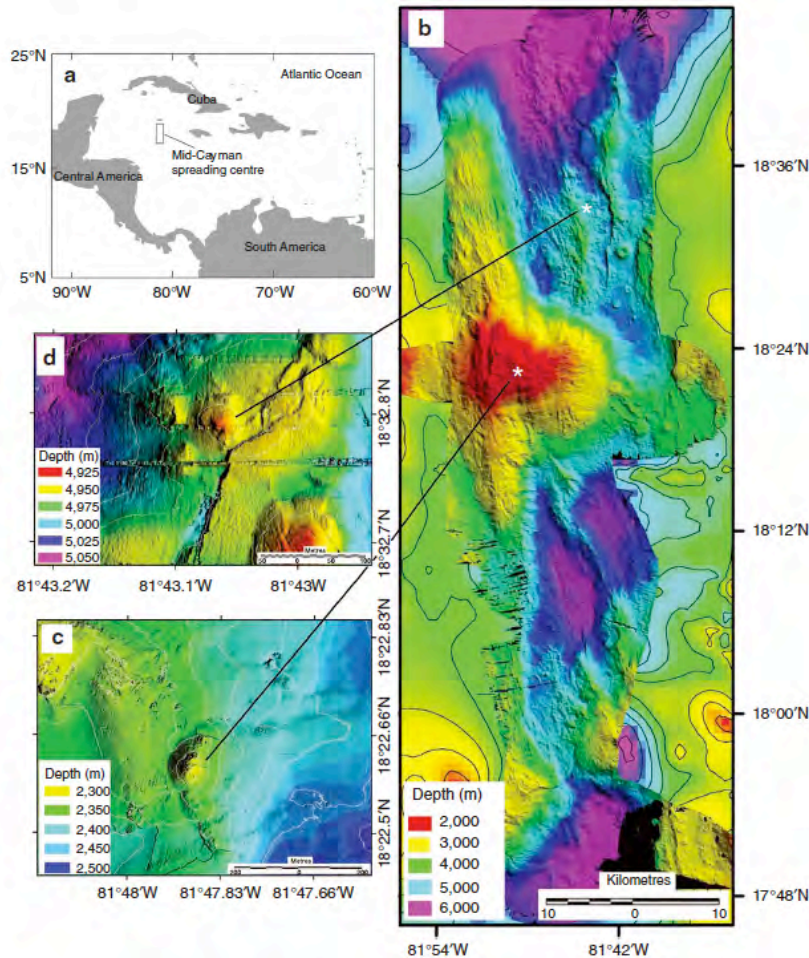 a
25°N
15°N
5°N
90°W
80°W
70°W
60°W
Atlantic Ocean
Cuba
Mid-Cayman
spreading centre
Central America
South America
b
18°36′N
18°24′N
18°12′N
18°00′N
17°48′N
81°54′W
81°42′W
Depth (m)
2,000
3,000
4,000
5,000
6,000
Kilometres
10
0
10
d
Depth (m)
4,925
4,950
4,975
5,000
5,025
5,050
Metres
18°32.8′N
18°32.7′N
81°43.2′W
81°43.1′W
81°43′W
c
Depth (m)
2,300
2,350
2,400
2,450
2,500
Metres
18°22.83′N
18°22.66′N
18°22.5′N
81°48′W
81°47.83′W
81°47.66′W